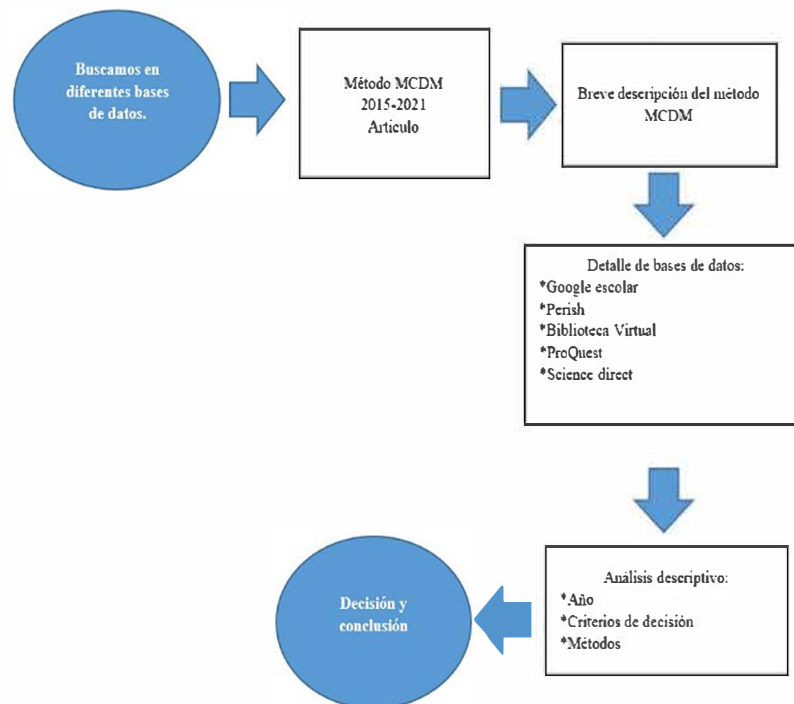 Buscamos en
diferentes bases
de datos.
Método MCDM
2015-2021
Artículo
Breve descripción del método
MCDM
Detalle de bases de datos:
*Google escolar
*Perish
*Biblioteca Virtual
*ProQuest
*Science direct
Análisis descriptivo:
*Año
*Criterios de decisión
*Métodos
Decisión y
conclusión